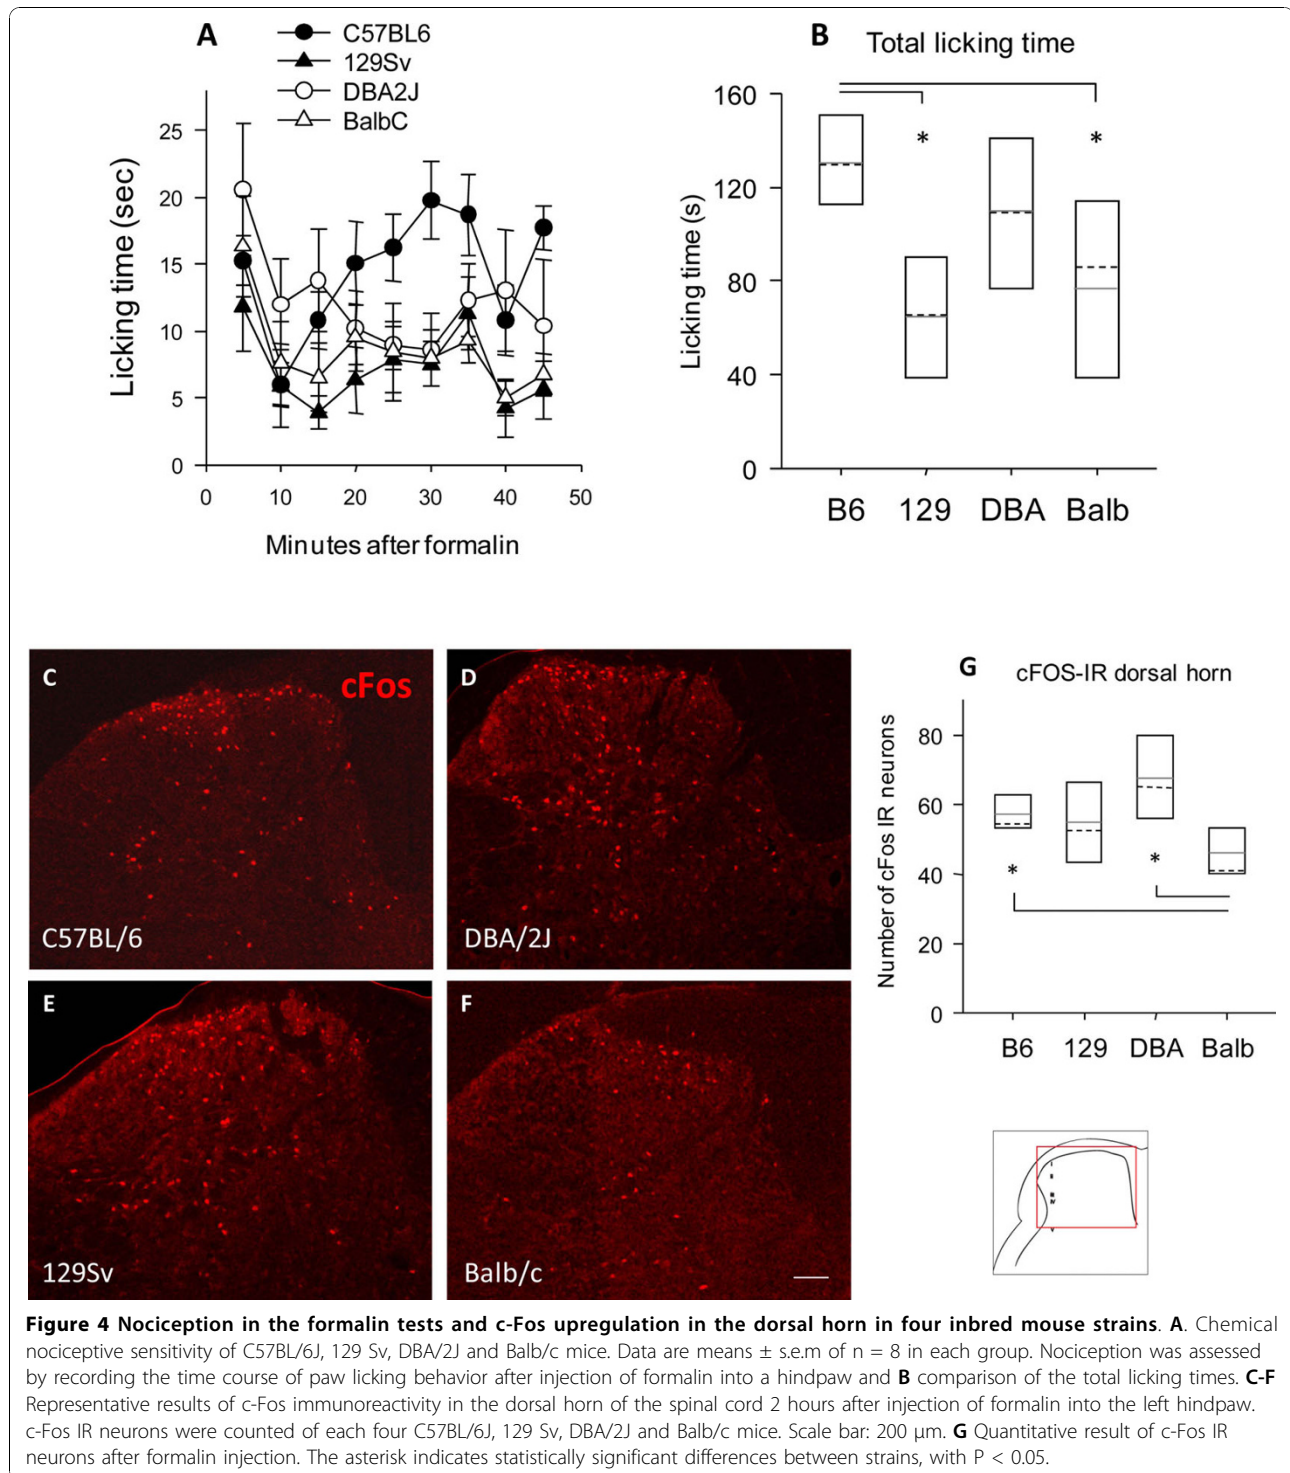 A
C57BL6
129Sv
DBA2J
BalbC
Licking time (sec)
25
20
15
10
5
0
0 10 20 30 40 50
Minutes after formalin
B
Total licking time
Licking time (s)
160
120
80
40
0
* *
B6 129 DBA Balb
C
cFos
C57BL/6
D
DBA/2J
E
129Sv
F
Balb/c
G
cFOS-IR dorsal horn
Number of cFos IR neurons
80
60
40
20
0
* *
B6 129 DBA Balb
Figure 4 Nociception in the formalin tests and c-Fos upregulation in the dorsal horn in four inbred mouse strains. A. Chemical
nociceptive sensitivity of C57BL/6J, 129 Sv, DBA/2J and Balb/c mice. Data are means ± s.e.m of n = 8 in each group. Nociception was assessed
by recording the time course of paw licking behavior after injection of formalin into a hindpaw and B comparison of the total licking times. C-F
Representative results of c-Fos immunoreactivity in the dorsal horn of the spinal cord 2 hours after injection of formalin into the left hindpaw.
c-Fos IR neurons were counted of each four C57BL/6J, 129 Sv, DBA/2J and Balb/c mice. Scale bar: 200 μm. G Quantitative result of c-Fos IR
neurons after formalin injection. The asterisk indicates statistically significant differences between strains, with P < 0.05.